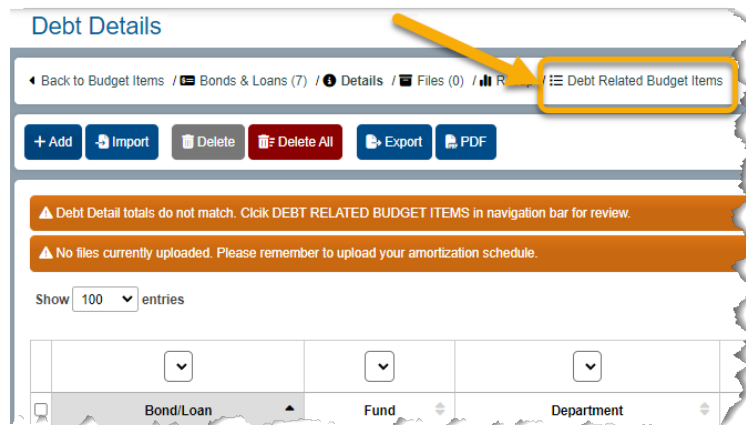 Debt Details
Back to Budget Items / Bonds & Loans (7) / Details / Files (0) / / Debt Related Budget Items
+ Add Import Delete Delete All Export PDF
Debt Detail totals do not match. Clcik DEBT RELATED BUDGET ITEMS in navigation bar for review.
No files currently uploaded. Please remember to upload your amortization schedule.
Show 100 entries
Bond/Loan Fund Department